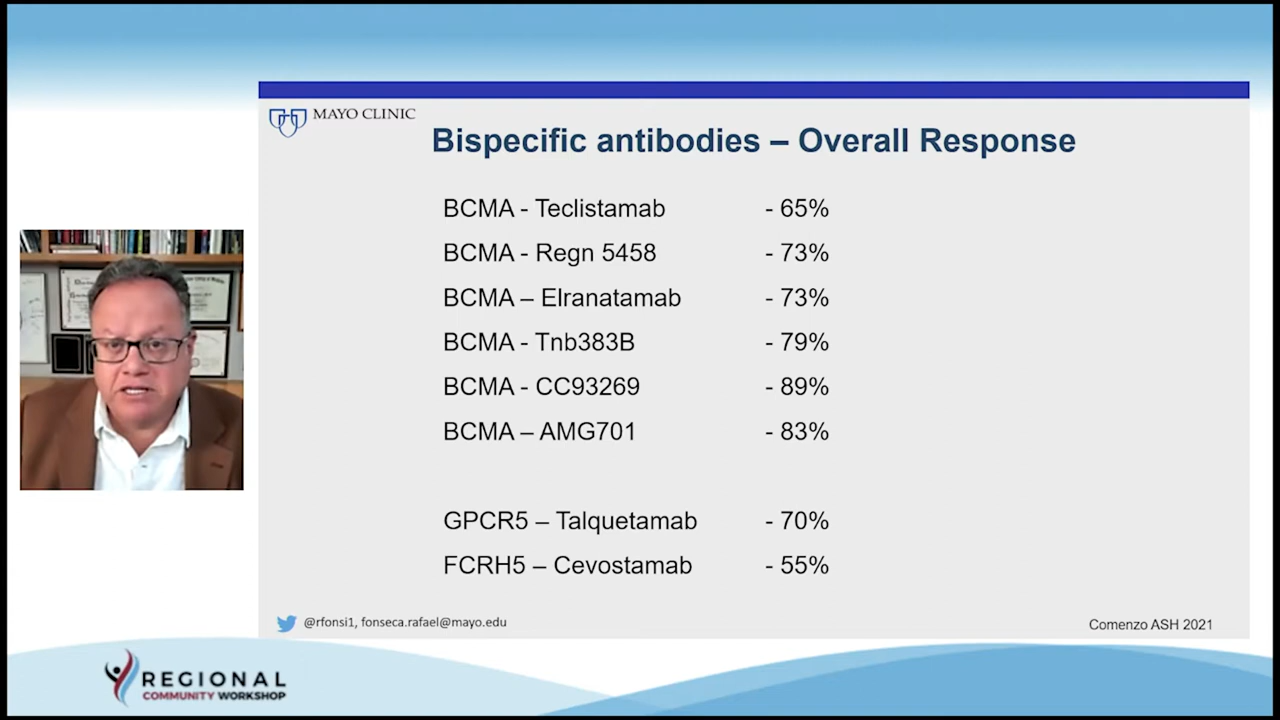 MAYO CLINIC
Bispecific antibodies – Overall Response
BCMA - Teclistamab - 65%
BCMA - Regn 5458 - 73%
BCMA – Elranatamab - 73%
BCMA - Tnb383B - 79%
BCMA - CC93269 - 89%
BCMA – AMG701 - 83%
GPCR5 – Talquetamab - 70%
FCRH5 – Cevostamab - 55%
@rfonsi1, fonseca.rafael@mayo.edu
Comenzo ASH 2021
REGIONAL
COMMUNITY WORKSHOP